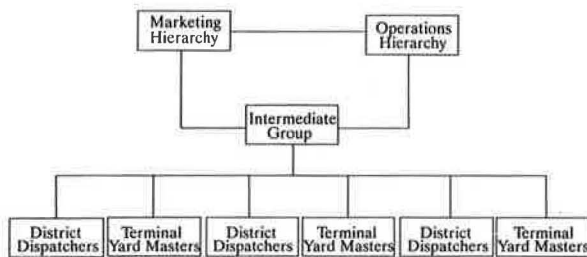 Marketing
Hierarchy
Operations
Hierarchy
Intermediate
Group
District
Dispatchers
Terminal
Yard Masters
District
Dispatchers
Terminal
Yard Masters
District
Dispatchers
Terminal
Yard Masters